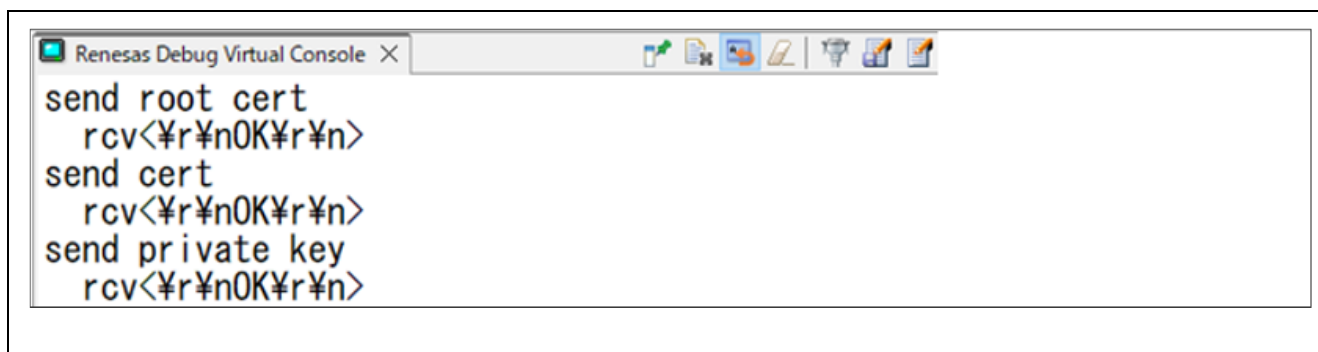 Renesas Debug Virtual Console
send root cert
rcv<¥r¥nOK¥r¥n>
send cert
rcv<¥r¥nOK¥r¥n>
send private key
rcv<¥r¥nOK¥r¥n>